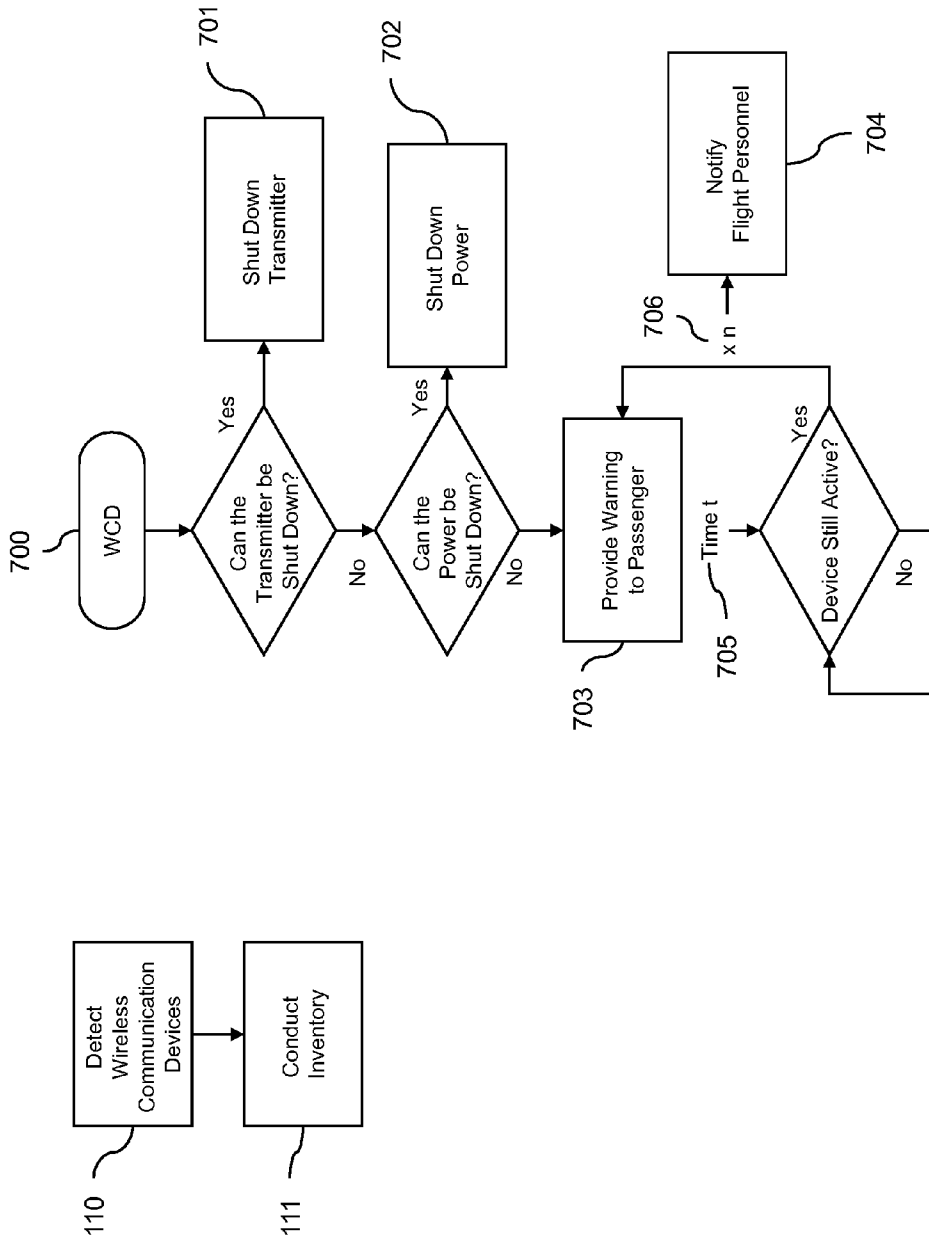 110
Detect
Wireless
Communication
Devices
111
Conduct
Inventory
700
WCD
Can the
Transmitter be
Shut Down?
Yes
Shut Down
Transmitter
701
No
Can the
Power be
Shut Down?
Yes
Shut Down
Power
702
No
Provide Warning
to Passenger
703
705
Time t
Device Still Active?
Yes
No
706
x n
Notify
Flight Personnel
704